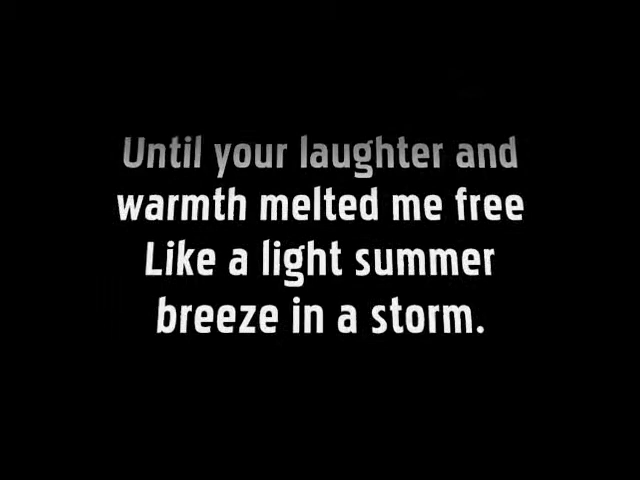 Until your laughter and
warmth melted me free
Like a light summer
breeze in a storm.